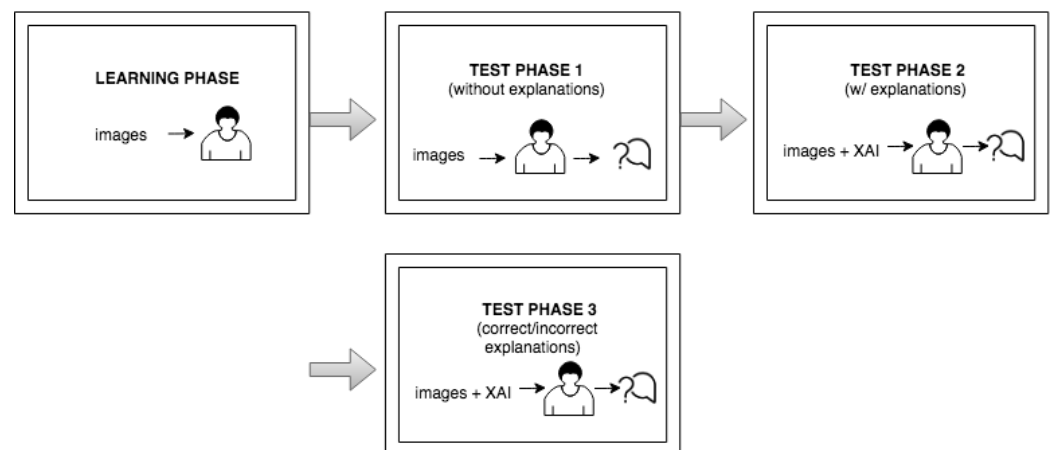 LEARNING PHASE
images
TEST PHASE 1
(without explanations)
images
?
TEST PHASE 2
(w/ explanations)
images + XAI
?
TEST PHASE 3
(correct/incorrect
explanations)
images + XAI
?